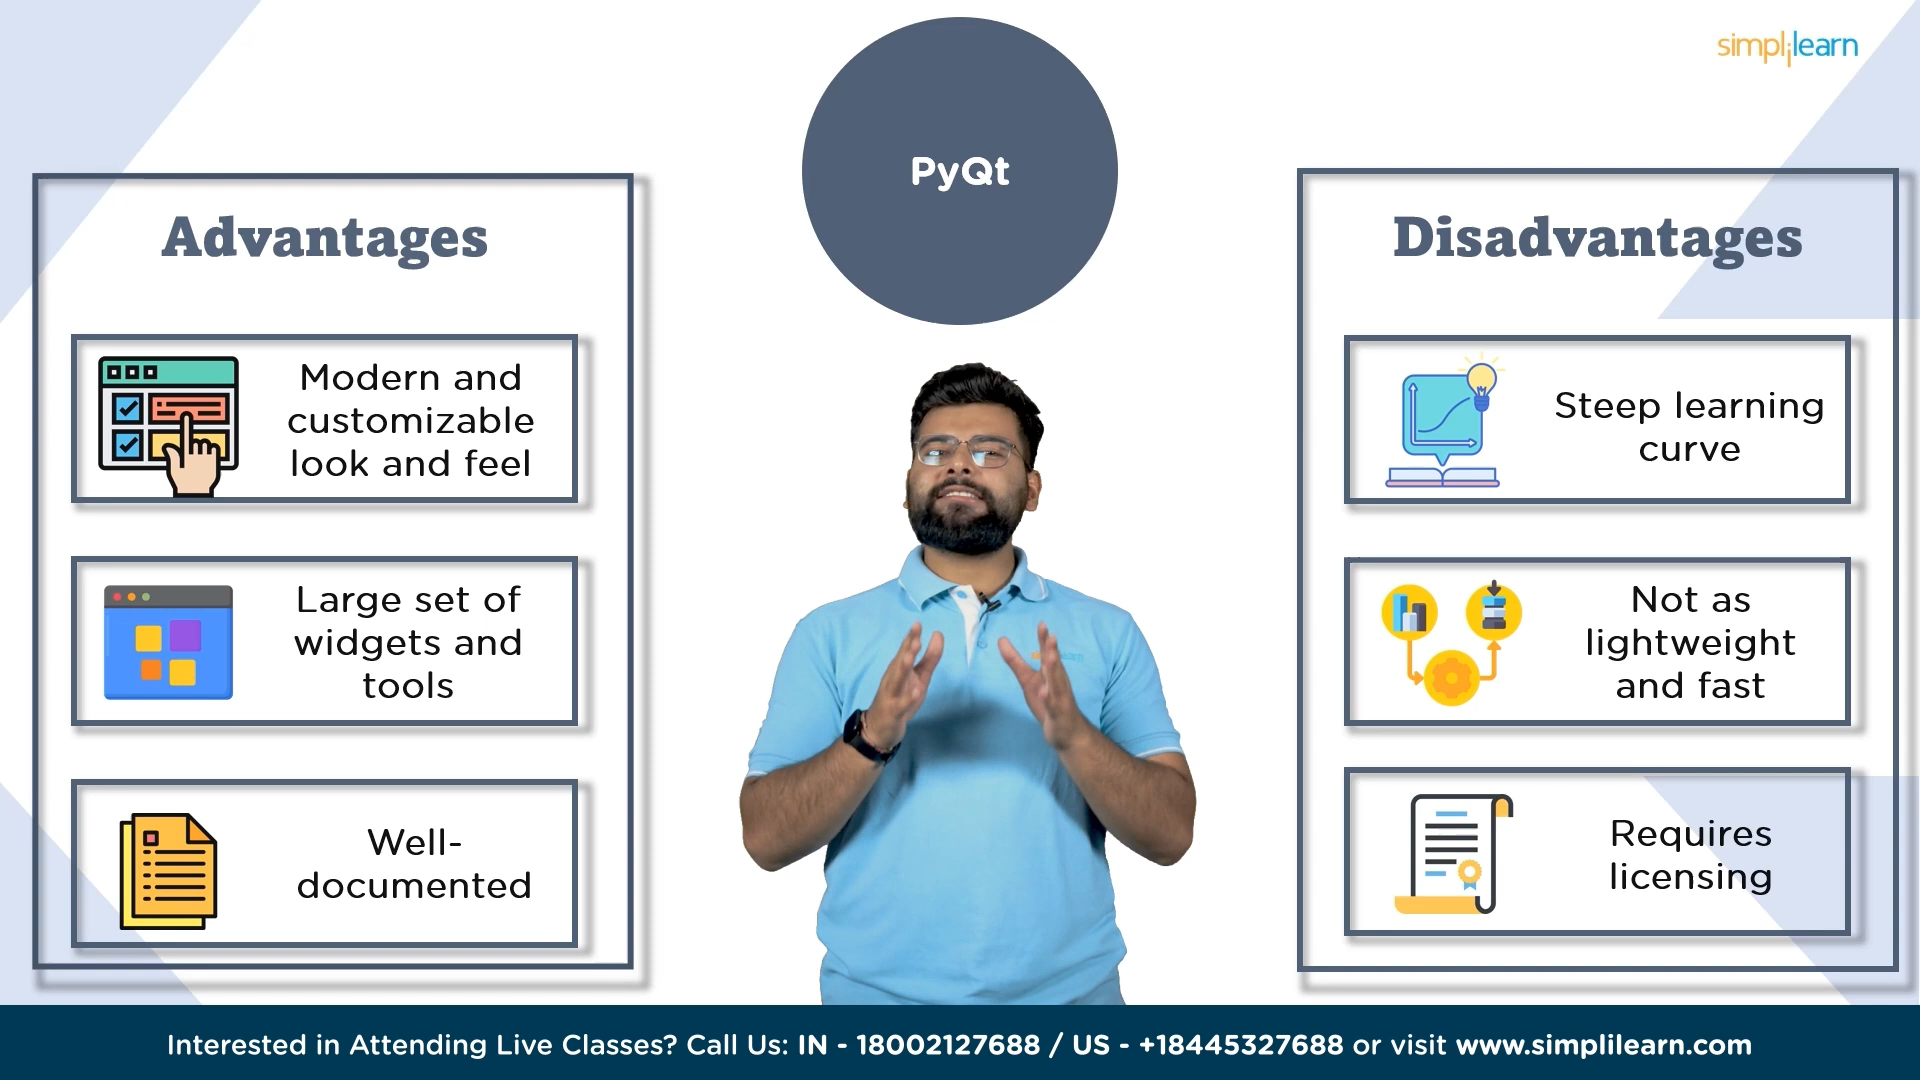 simplilearn
PyQt
Advantages
Modern and
customizable
look and feel
Large set of
widgets and
tools
Well-
documented
Disadvantages
Steep learning
curve
Not as
lightweight
and fast
Requires
licensing
Interested in Attending Live Classes? Call Us: IN - 18002127688 / US - +18445327688 or visit www.simplilearn.com